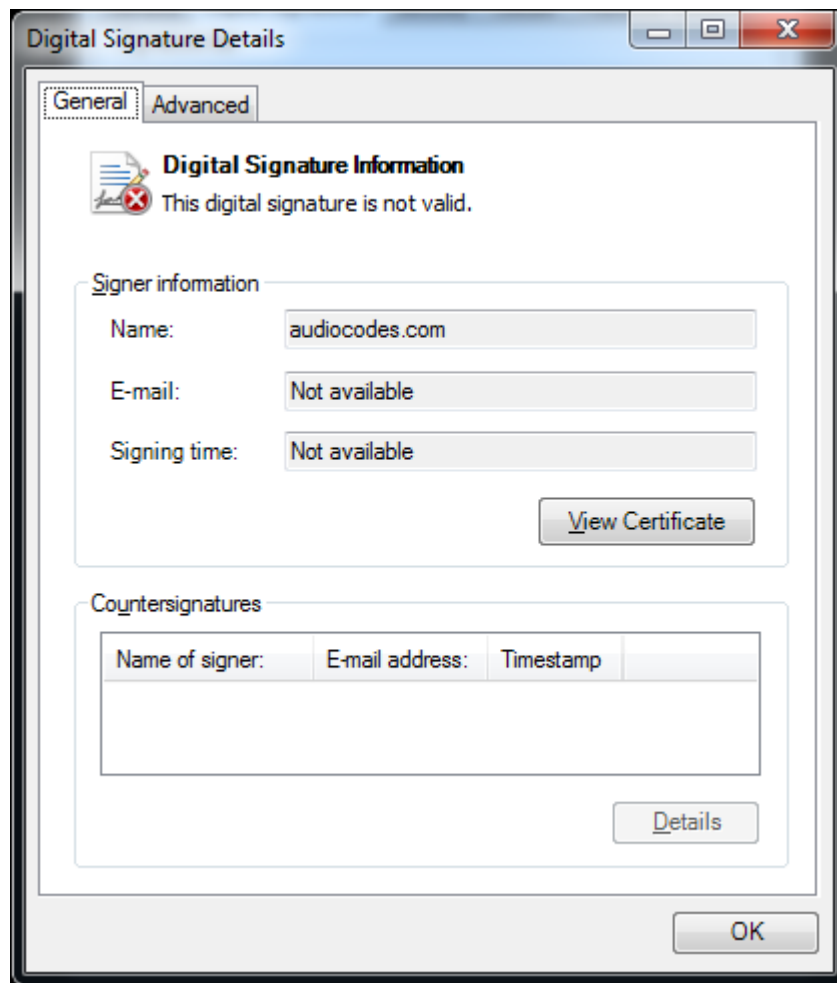 Digital Signature Details
General Advanced
Digital Signature Information
This digital signature is not valid.
Signer information
Name: audiocodes.com
E-mail: Not available
Signing time: Not available
View Certificate
Countersignatures
Name of signer: E-mail address: Timestamp
Details
OK